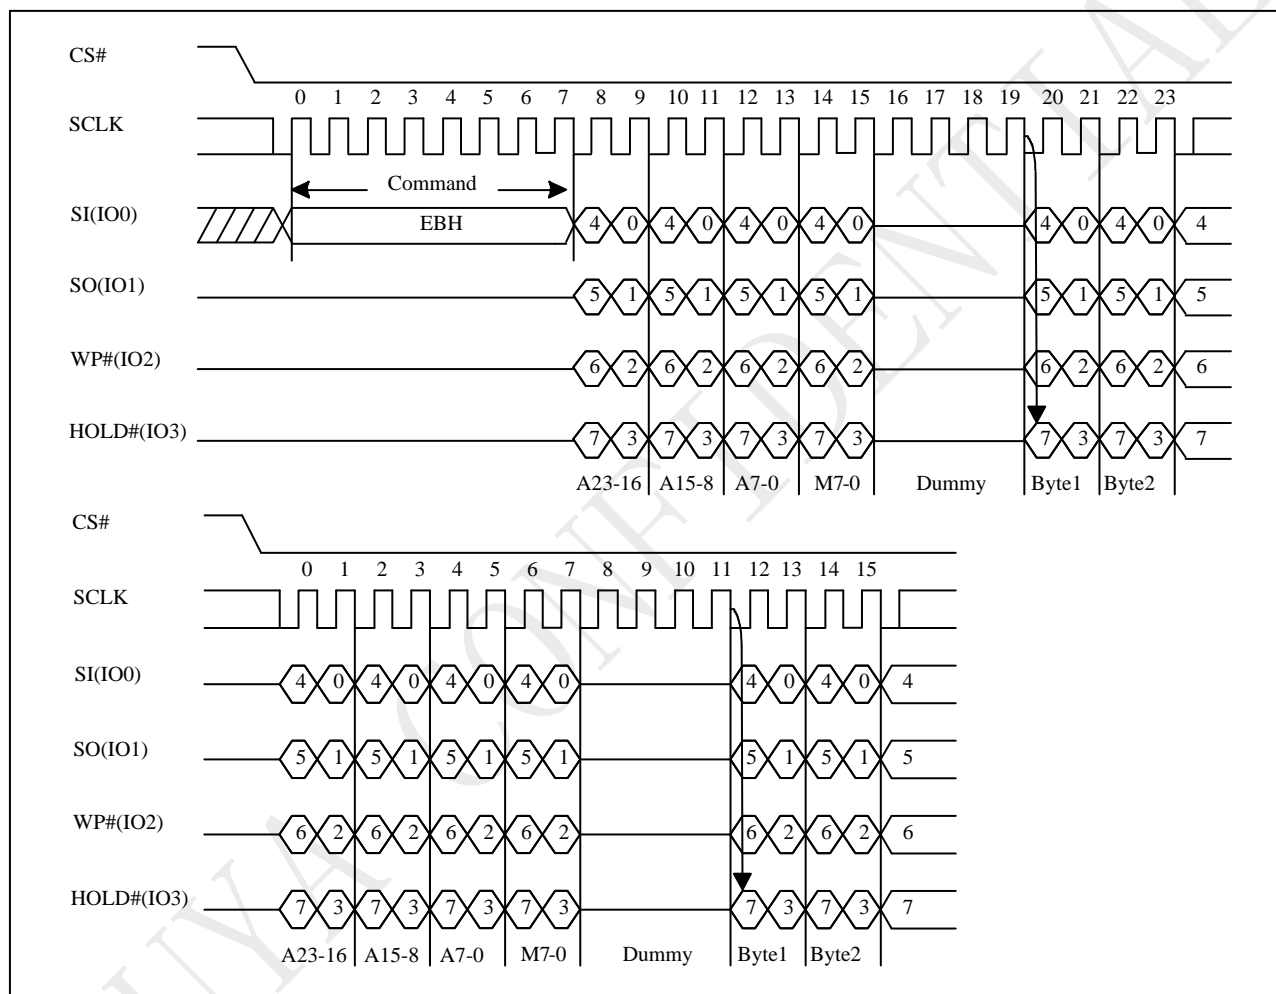 CS#
0 1 2 3 4 5 6 7 8 9 10 11 12 13 14 15 16 17 18 19 20 21 22 23
SCLK
Command
SI(IO0) EBH 4 0 4 0 4 0 4 0 4 0 4 0 4
SO(IO1) 5 1 5 1 5 1 5 1 5 1 5 1 5
WP#(IO2) 6 2 6 2 6 2 6 2 6 2 6 2 6
HOLD#(IO3) 7 3 7 3 7 3 7 3 7 3 7 3 7
A23-16 A15-8 A7-0 M7-0 Dummy Byte1 Byte2
CS#
0 1 2 3 4 5 6 7 8 9 10 11 12 13 14 15
SCLK
SI(IO0) 4 0 4 0 4 0 4 0 4 0 4 0 4
SO(IO1) 5 1 5 1 5 1 5 1 5 1 5 1 5
WP#(IO2) 6 2 6 2 6 2 6 2 6 2 6 2 6
HOLD#(IO3) 7 3 7 3 7 3 7 3 7 3 7 3 7
A23-16 A15-8 A7-0 M7-0 Dummy Byte1 Byte2
UYA CONFIDENTIAL